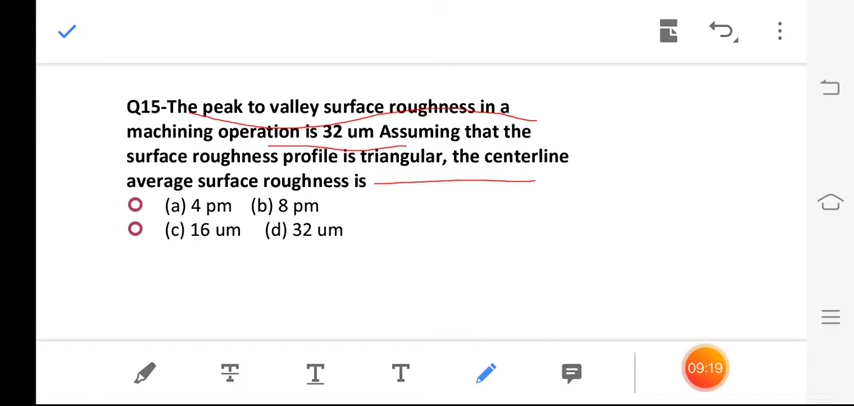 Q15-The peak to valley surface roughness in a
machining operation is 32 um Assuming that the
surface roughness profile is triangular, the centerline
average surface roughness is
(a) 4 pm (b) 8 pm
(c) 16 um (d) 32 um
T T T
09:19